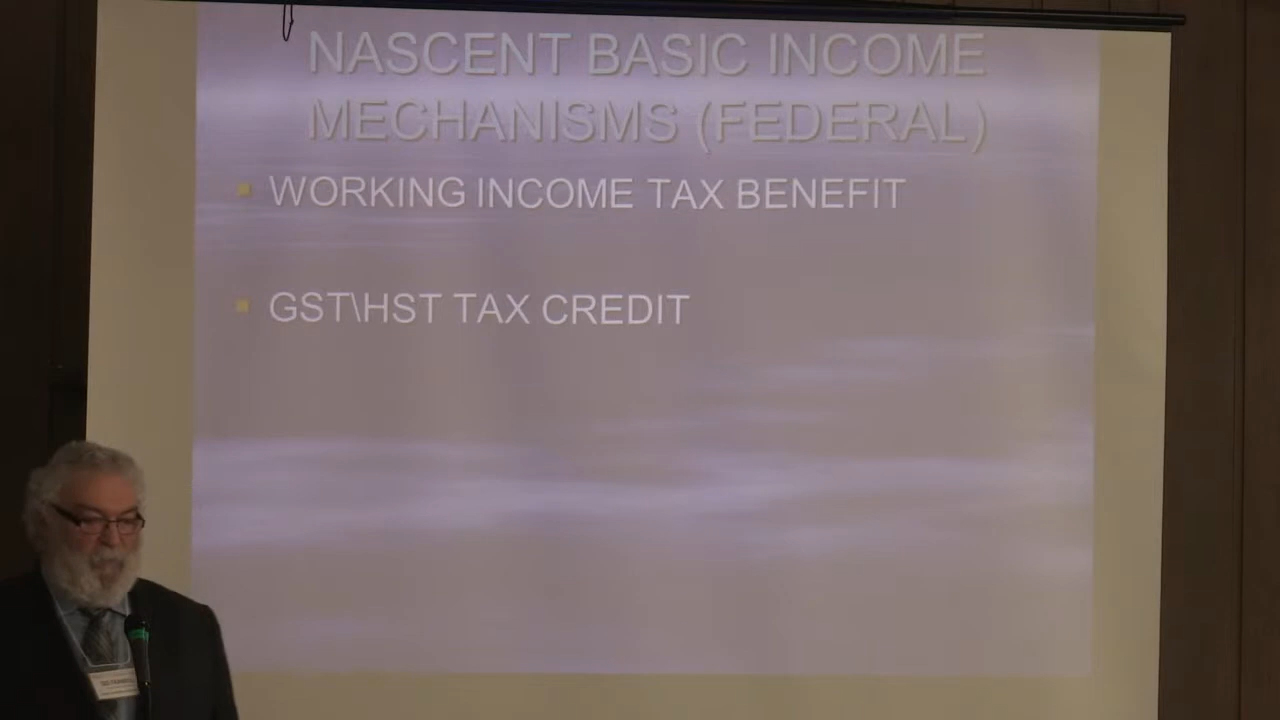 NASCENT BASIC INCOME
MECHANISMS (FEDERAL)
WORKING INCOME TAX BENEFIT
GST\HST TAX CREDIT